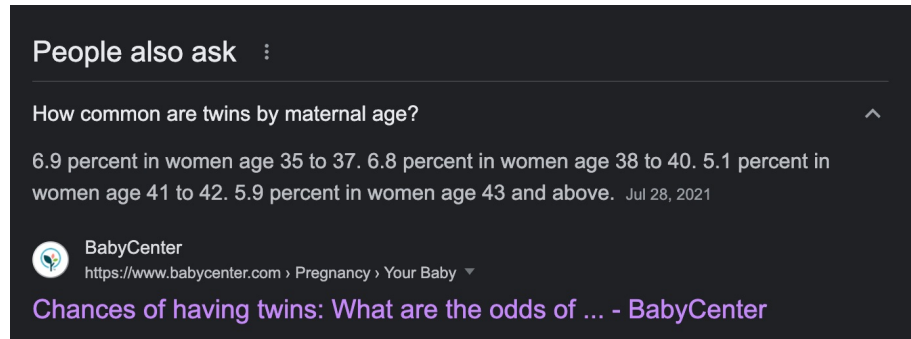 People also ask
How common are twins by maternal age?
6.9 percent in women age 35 to 37. 6.8 percent in women age 38 to 40. 5.1 percent in
women age 41 to 42. 5.9 percent in women age 43 and above. Jul 28, 2021
BabyCenter
https://www.babycenter.com › Pregnancy › Your Baby
Chances of having twins: What are the odds of ... - BabyCenter